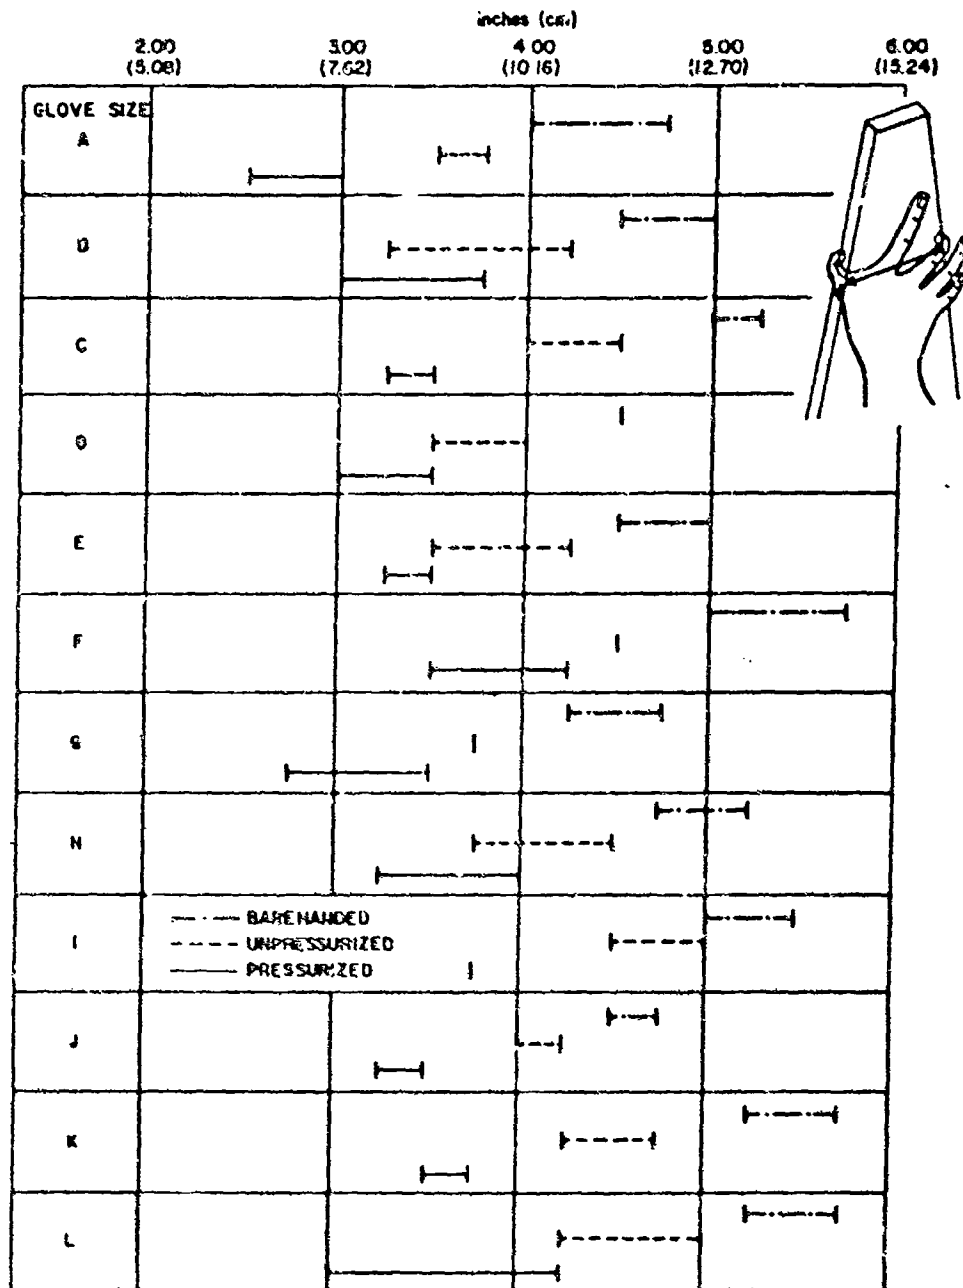 inches (cm)
2.00 3.00 4.00 5.00 6.00
(5.08) (7.62) (10.16) (12.70) (15.24)
GLOVE SIZE
A
B
C
D
E
F
G
H
I
BAREHANDED
UNPRESSURIZED
PRESSURIZED
J
K
L